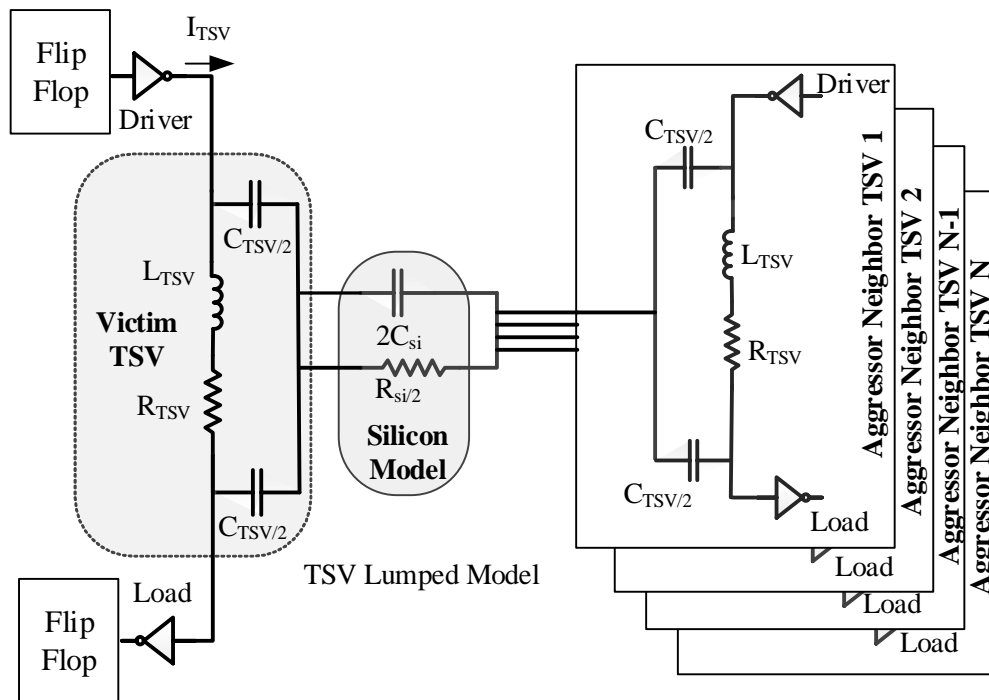 Flip
Flop
I_TSV
Driver
C_TSV/2
L_TSV
Victim
TSV
R_TSV
C_TSV/2
Load
Flip
Flop
2C_si
R_si/2
Silicon
Model
TSV Lumped Model
Driver
C_TSV/2
L_TSV
R_TSV
C_TSV/2
Load
Aggressor Neighbor TSV 1
Aggressor Neighbor TSV 2
Aggressor Neighbor TSV N-1
Aggressor Neighbor TSV N
Load
Load
Load